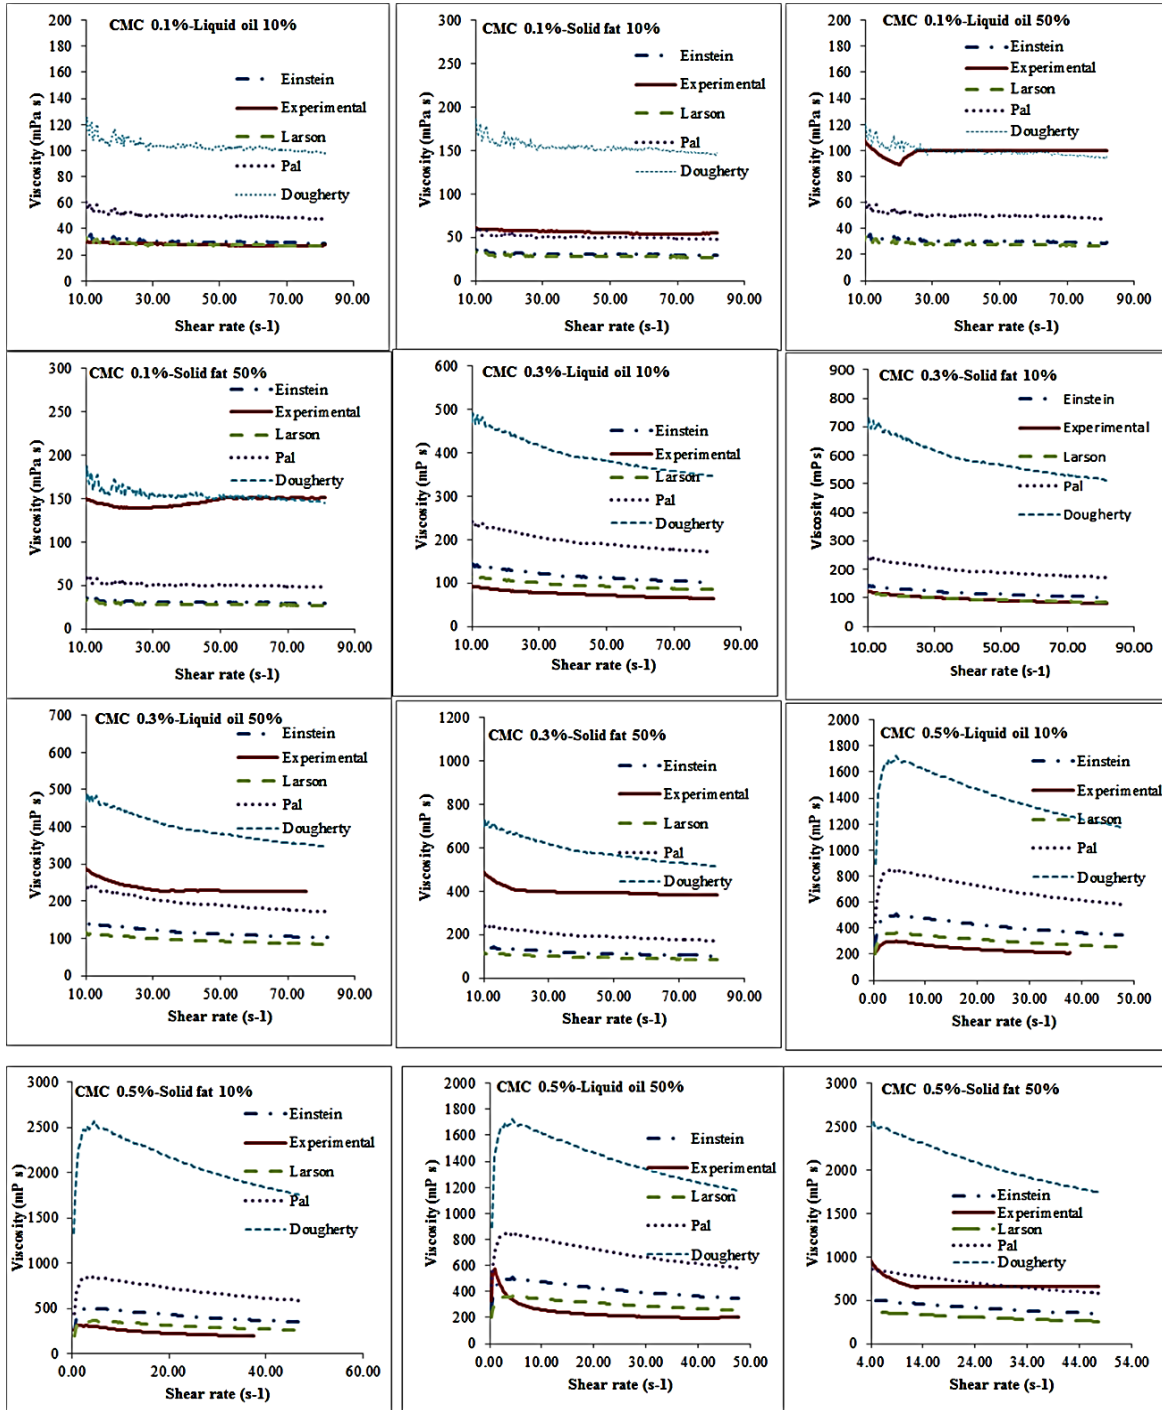 CMC 0.1%-Liquid oil 10%
Viscosity (mPa s)
200
180
160
140
120
100
80
60
40
20
0
Einstein
Experimental
Larson
Pal
Dougherty
10.00 30.00 50.00 70.00 90.00
Shear rate (s-1)
CMC 0.1%-Solid fat 10%
Viscosity (mPa s)
300
250
200
150
100
50
0
Einstein
Experimental
Larson
Pal
Dougherty
10.00 30.00 50.00 70.00 90.00
Shear rate (s-1)
CMC 0.1%-Liquid oil 50%
Viscosity (mPa s)
200
180
160
140
120
100
80
60
40
20
0
Einstein
Experimental
Larson
Pal
Dougherty
10.00 30.00 50.00 70.00 90.00
Shear rate (s-1)
CMC 0.1%-Solid fat 50%
Viscosity (mPa s)
300
250
200
150
100
50
0
Einstein
Experimental
Larson
Pal
Dougherty
10.00 30.00 50.00 70.00 90.00
Shear rate (s-1)
CMC 0.3%-Liquid oil 10%
Viscosity (mP s)
600
500
400
300
200
100
0
Einstein
Experimental
Larson
Pal
Dougherty
10.00 30.00 50.00 70.00 90.00
Shear rate (s-1)
CMC 0.3%-Solid fat 10%
Viscosity (mP s)
900
800
700
600
500
400
300
200
100
0
Einstein
Experimental
Larson
Pal
Dougherty
10.00 30.00 50.00 70.00 90.00
Shear rate (s-1)
CMC 0.3%-Liquid oil 50%
Viscosity (mP s)
700
600
500
400
300
200
100
0
Einstein
Experimental
Larson
Pal
Dougherty
10.00 30.00 50.00 70.00 90.00
Shear rate (s-1)
CMC 0.3%-Solid fat 50%
Viscosity (mP s)
1200
1000
800
600
400
200
0
Einstein
Experimental
Larson
Pal
Dougherty
10.00 30.00 50.00 70.00 90.00
Shear rate (s-1)
CMC 0.5%-Liquid oil 10%
Viscosity (mP s)
2000
1800
1600
1400
1200
1000
800
600
400
200
0
Einstein
Experimental
Larson
Pal
Dougherty
0.00 10.00 20.00 30.00 40.00 50.00
Shear rate (s-1)
CMC 0.5%-Solid fat 10%
Viscosity (mP s)
3000
2500
2000
1500
1000
500
0
Einstein
Experimental
Larson
Pal
Dougherty
0.00 20.00 40.00 60.00
Shear rate (s-1)
CMC 0.5%-Liquid oil 50%
Viscosity (mP s)
2000
1800
1600
1400
1200
1000
800
600
400
200
0
Einstein
Experimental
Larson
Pal
Dougherty
0.00 10.00 20.00 30.00 40.00 50.00
Shear rate (s-1)
CMC 0.5%-Solid fat 50%
Viscosity (mP s)
3000
2500
2000
1500
1000
500
0
Einstein
Experimental
Larson
Pal
Dougherty
4.00 14.00 24.00 34.00 44.00 54.00
Shear rate (s-1)